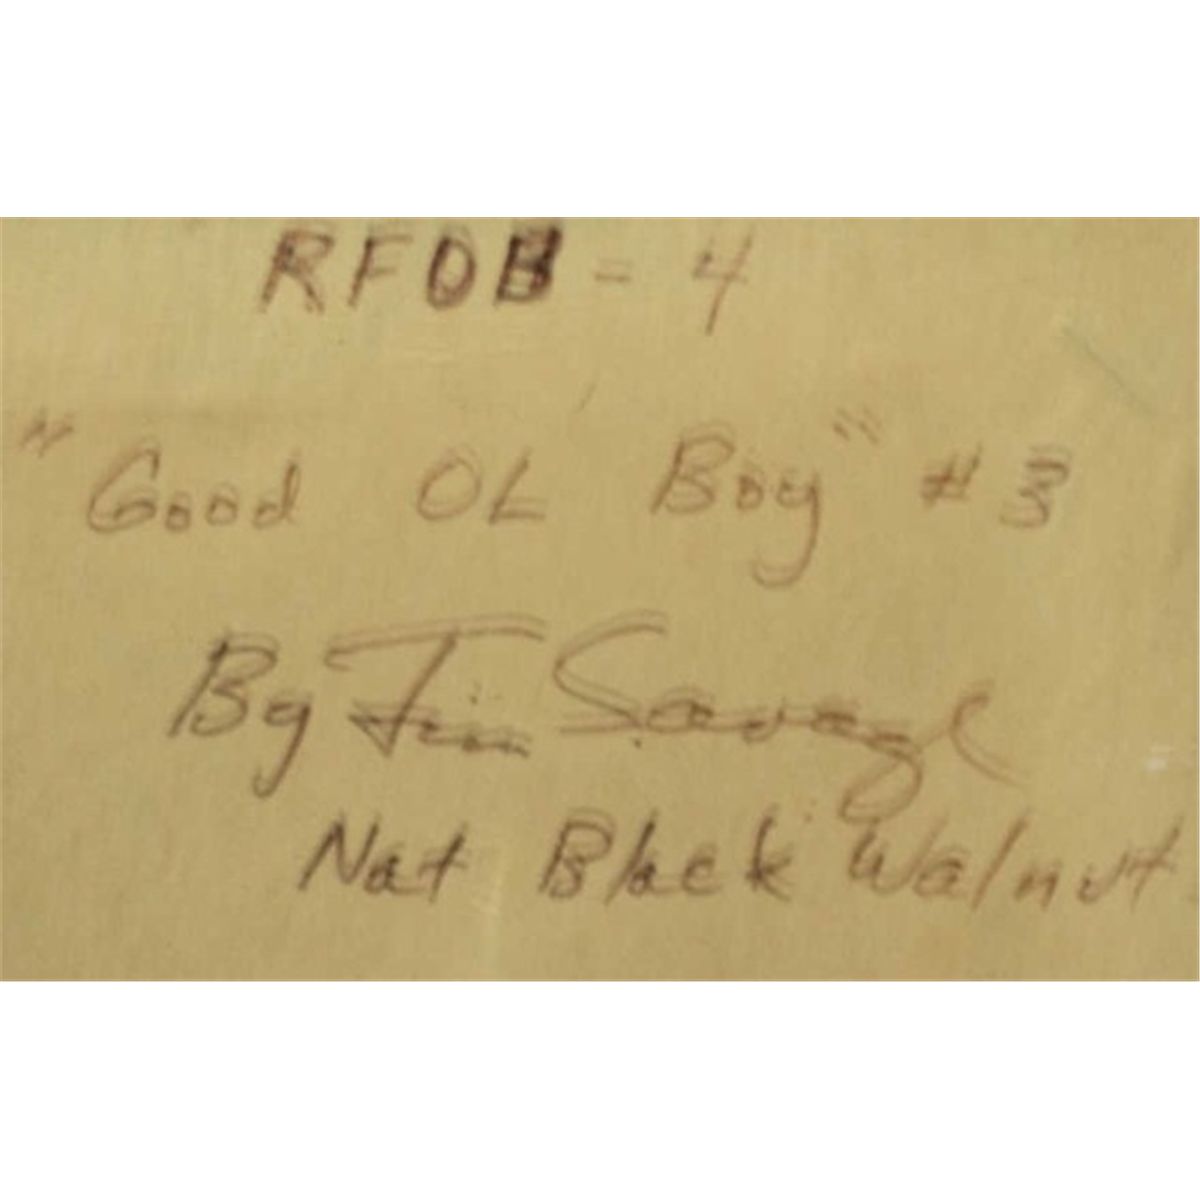 RFOB - 4
"Good OL Boy" #3
By Jim Savage
Nat Black Walnut